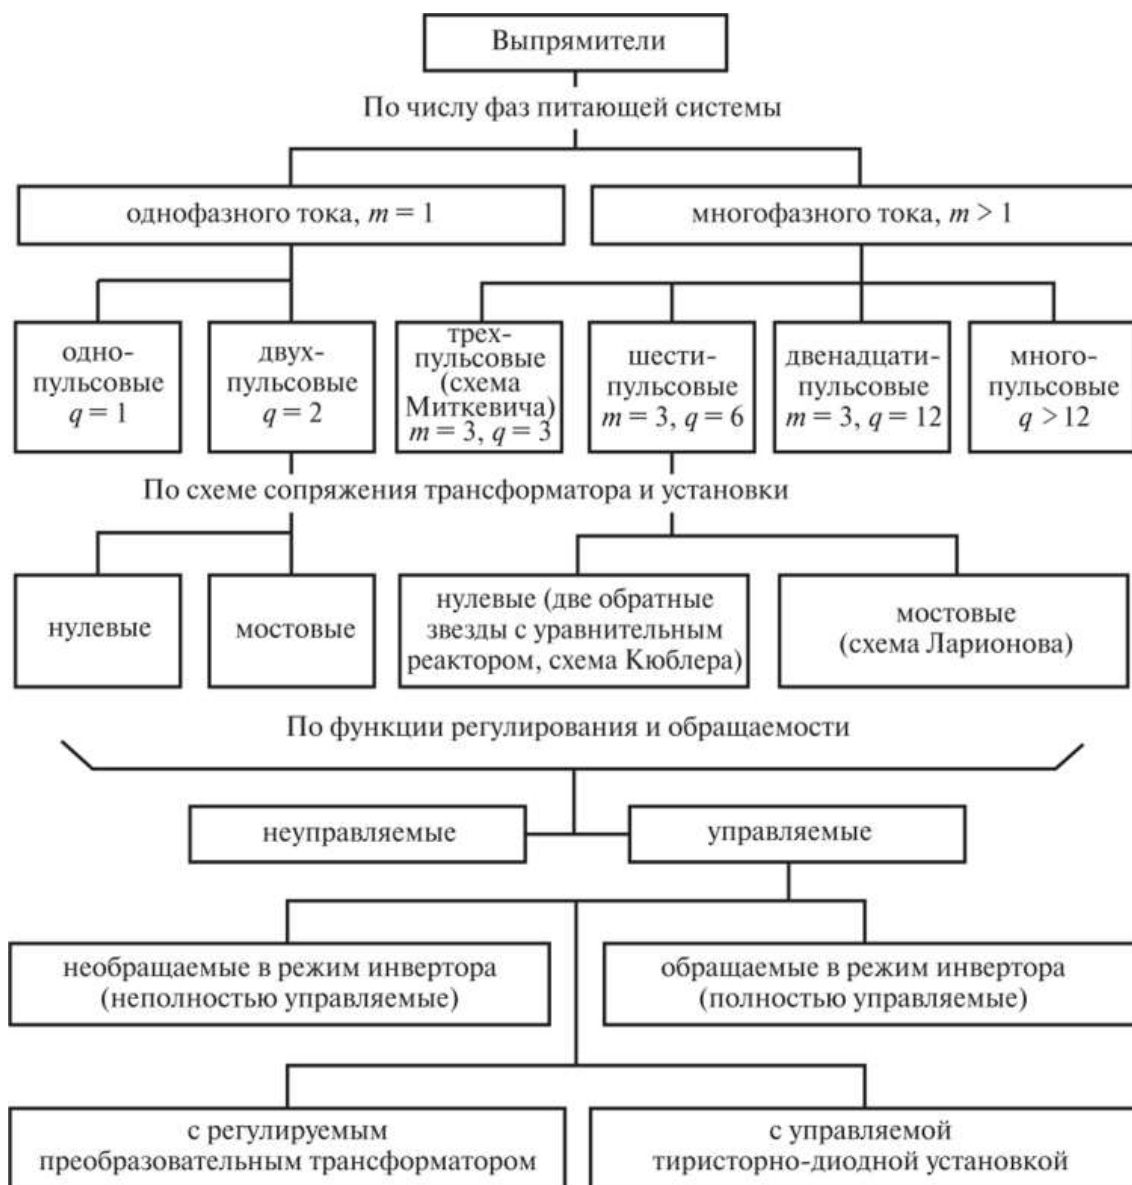 Выпрямители
По числу фаз питающей системы
однофазного тока, m = 1
многофазного тока, m > 1
одно-
пульсовые
q = 1
двух-
пульсовые
q = 2
трех-
пульсовые
(схема
Миткевича)
m = 3, q = 3
шести-
пульсовые
m = 3, q = 6
двенадцати-
пульсовые
m = 3, q = 12
много-
пульсовые
q > 12
По схеме сопряжения трансформатора и установки
нулевые
мостовые
нулевые (две обратные
звезды с уравнительным
реактором, схема Кюблера)
мостовые
(схема Ларионова)
По функции регулирования и обращаемости
неуправляемые
управляемые
необращаемые в режим инвертора
(неполностью управляемые)
обращаемые в режим инвертора
(полностью управляемые)
с регулируемым
преобразовательным трансформатором
с управляемой
тиристорно-диодной установкой